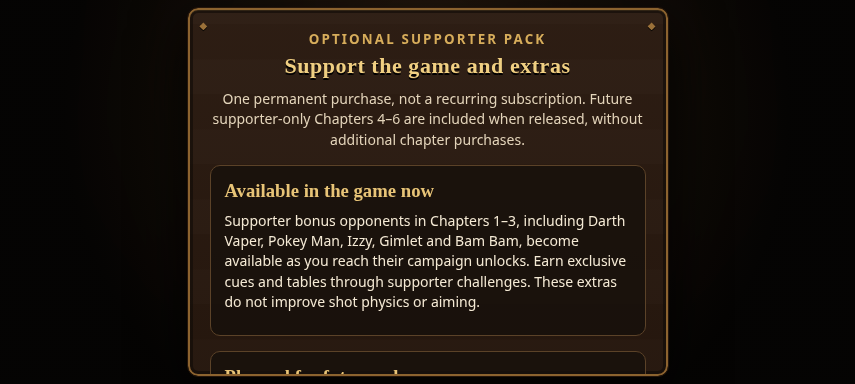 OPTIONAL SUPPORTER PACK
Support the game and extras
One permanent purchase, not a recurring subscription. Future
supporter-only Chapters 4–6 are included when released, without
additional chapter purchases.
Available in the game now
Supporter bonus opponents in Chapters 1–3, including Darth
Vaper, Pokey Man, Izzy, Gimlet and Bam Bam, become
available as you reach their campaign unlocks. Earn exclusive
cues and tables through supporter challenges. These extras
do not improve shot physics or aiming.